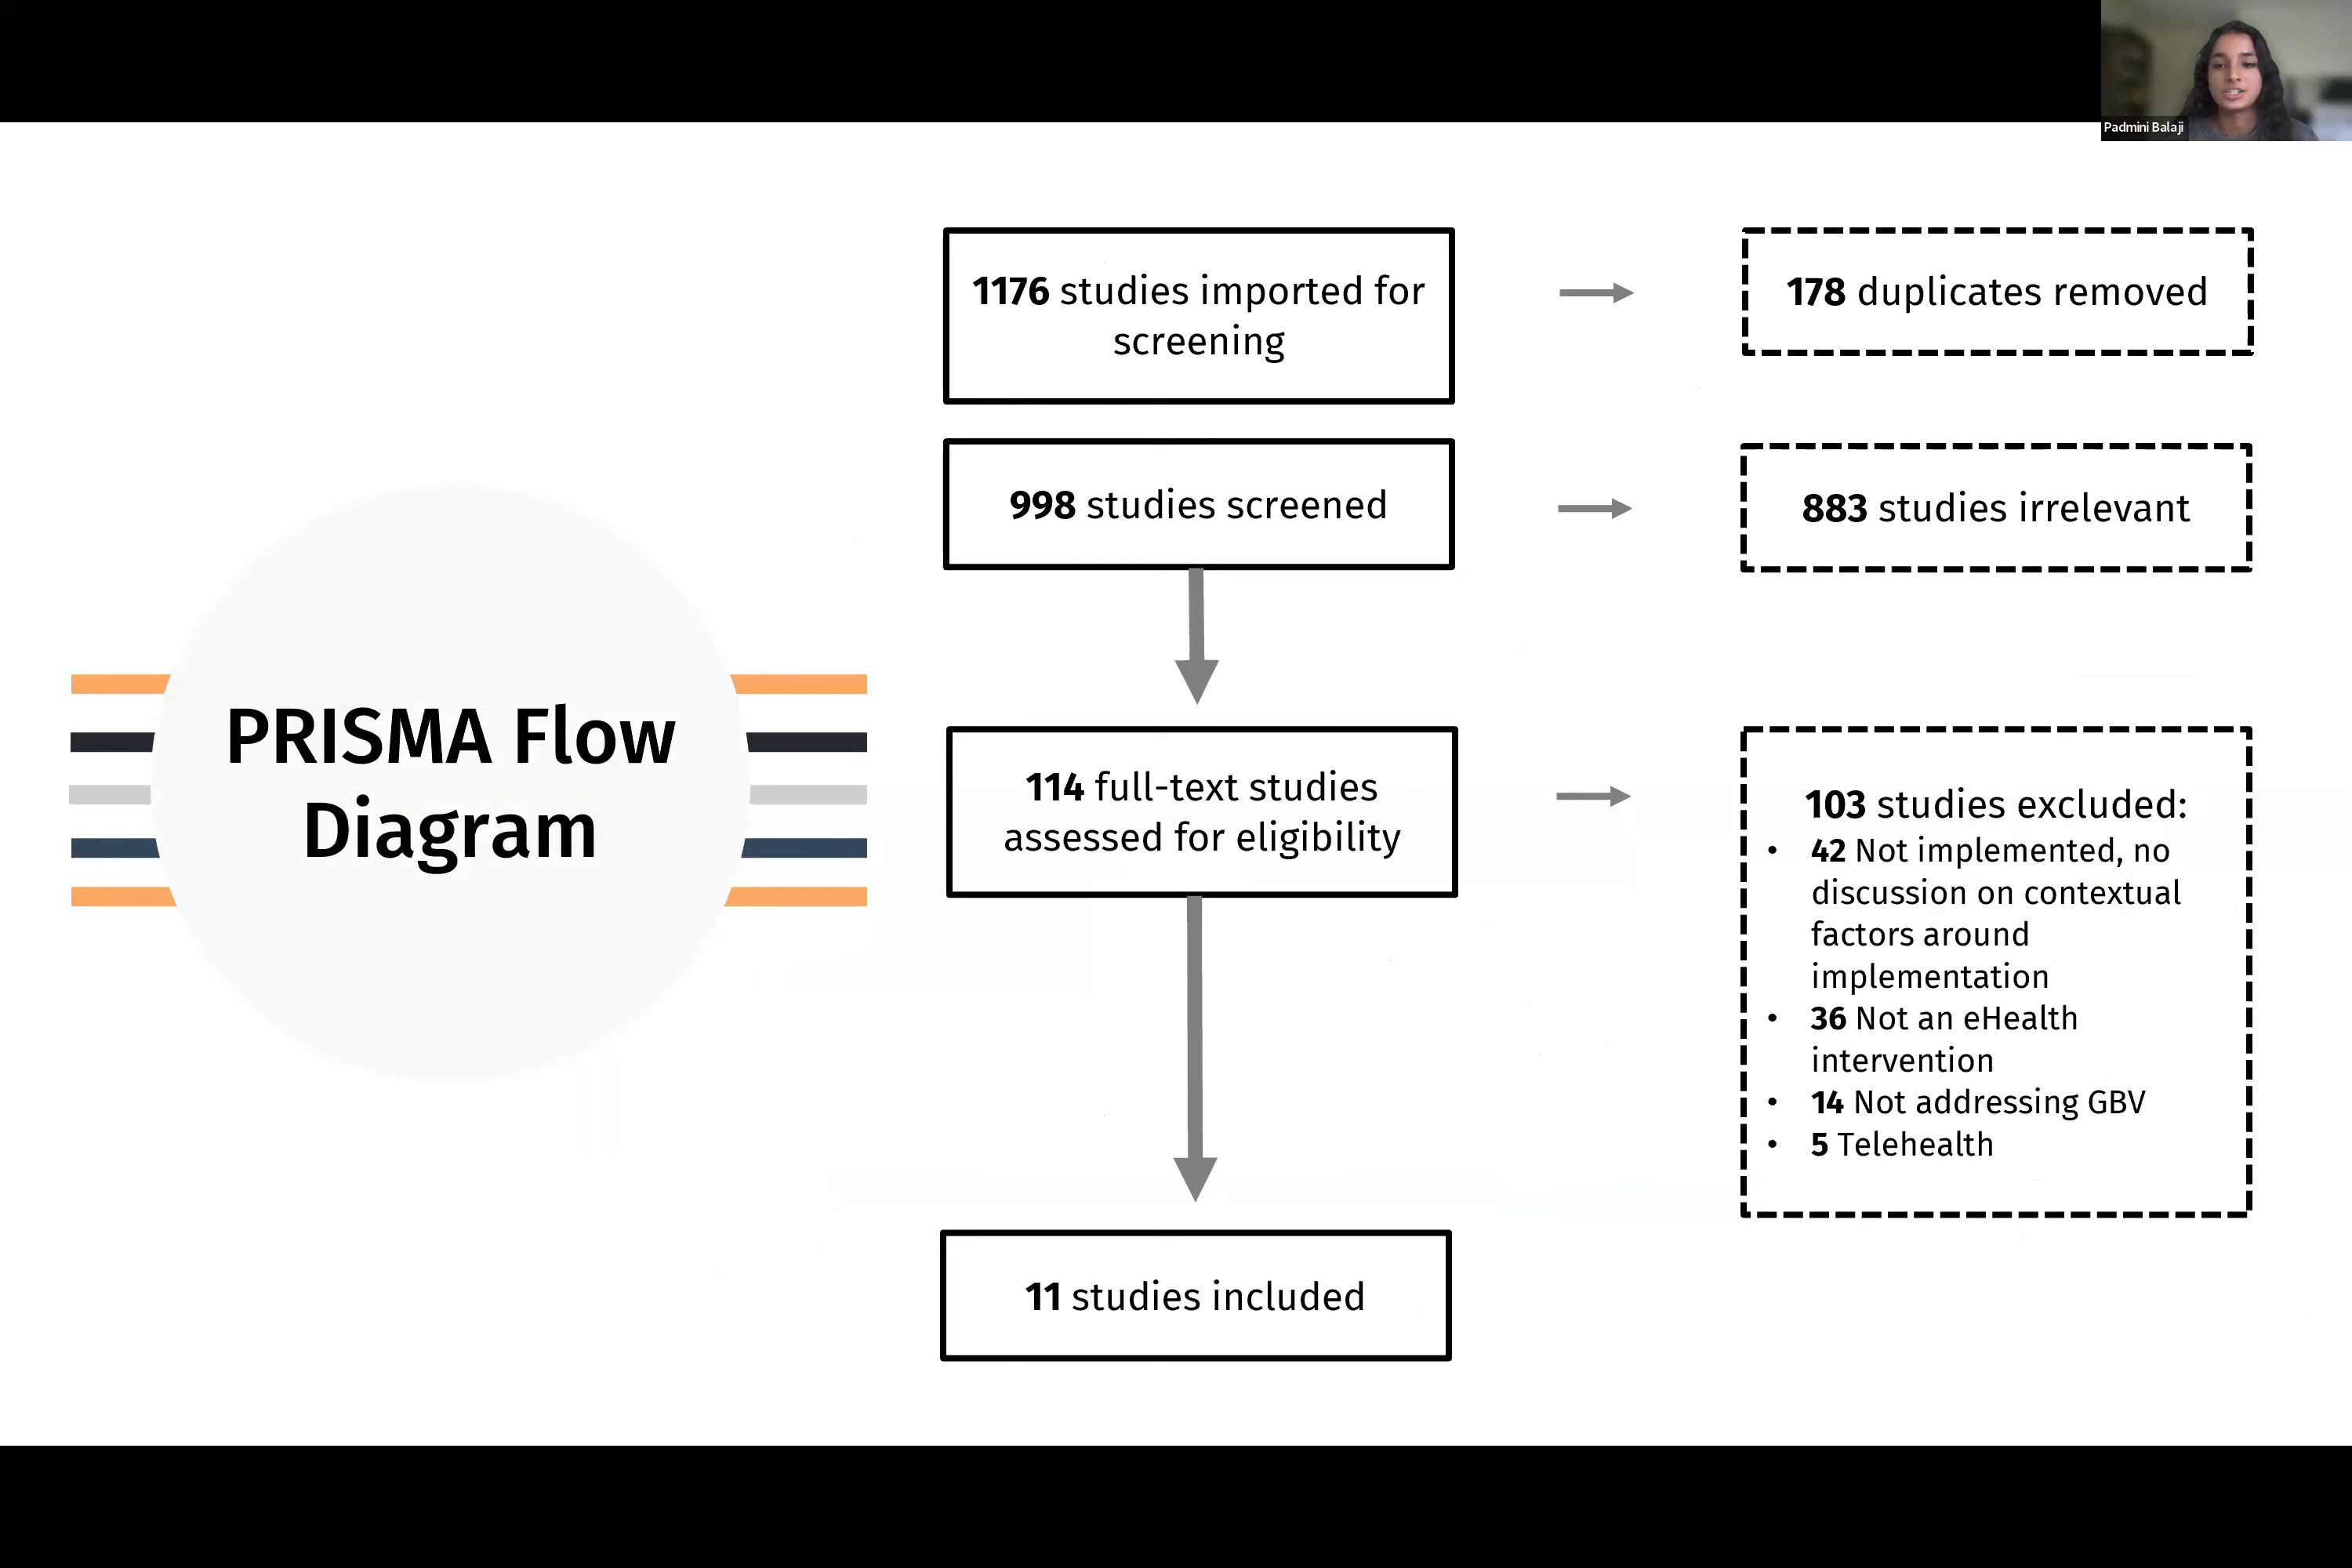 Padmini Balaji
PRISMA Flow
Diagram
1176 studies imported for
screening
178 duplicates removed
998 studies screened
883 studies irrelevant
114 full-text studies
assessed for eligibility
103 studies excluded:
• 42 Not implemented, no
discussion on contextual
factors around
implementation
• 36 Not an eHealth
intervention
• 14 Not addressing GBV
• 5 Telehealth
11 studies included